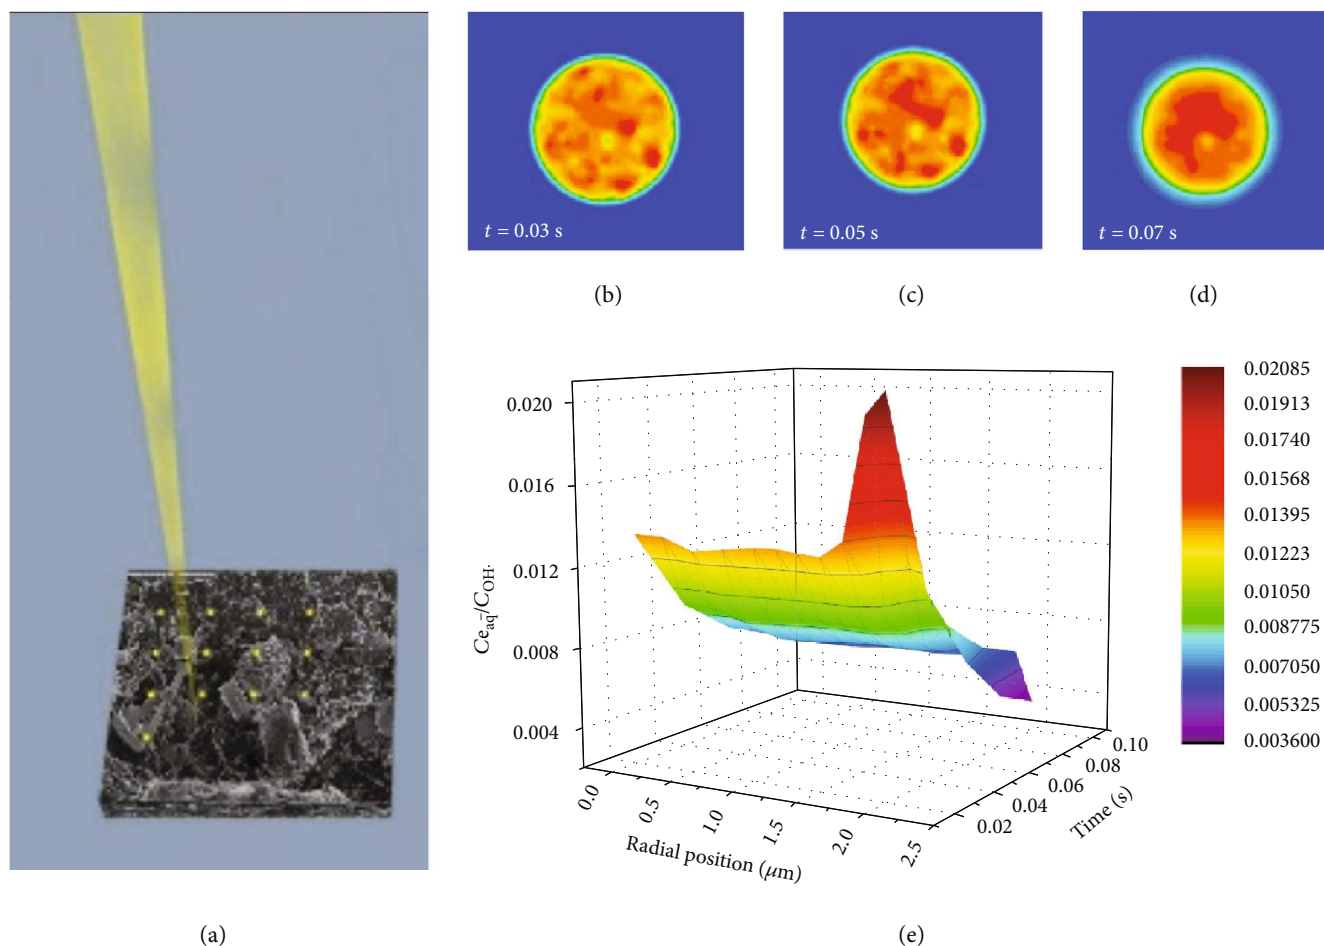 t = 0.03 s
t = 0.05 s
t = 0.07 s
(b)
(c)
(d)
0.020
0.016
0.012
0.008
0.004
Ce⁻aq/COH·
0.0
0.5
1.0
1.5
2.0
2.5
Radial position (μm)
0.02
0.04
0.06
0.08
0.10
Time (s)
0.02085
0.01913
0.01740
0.01568
0.01395
0.01223
0.01050
0.008775
0.007050
0.005325
0.003600
(a)
(e)